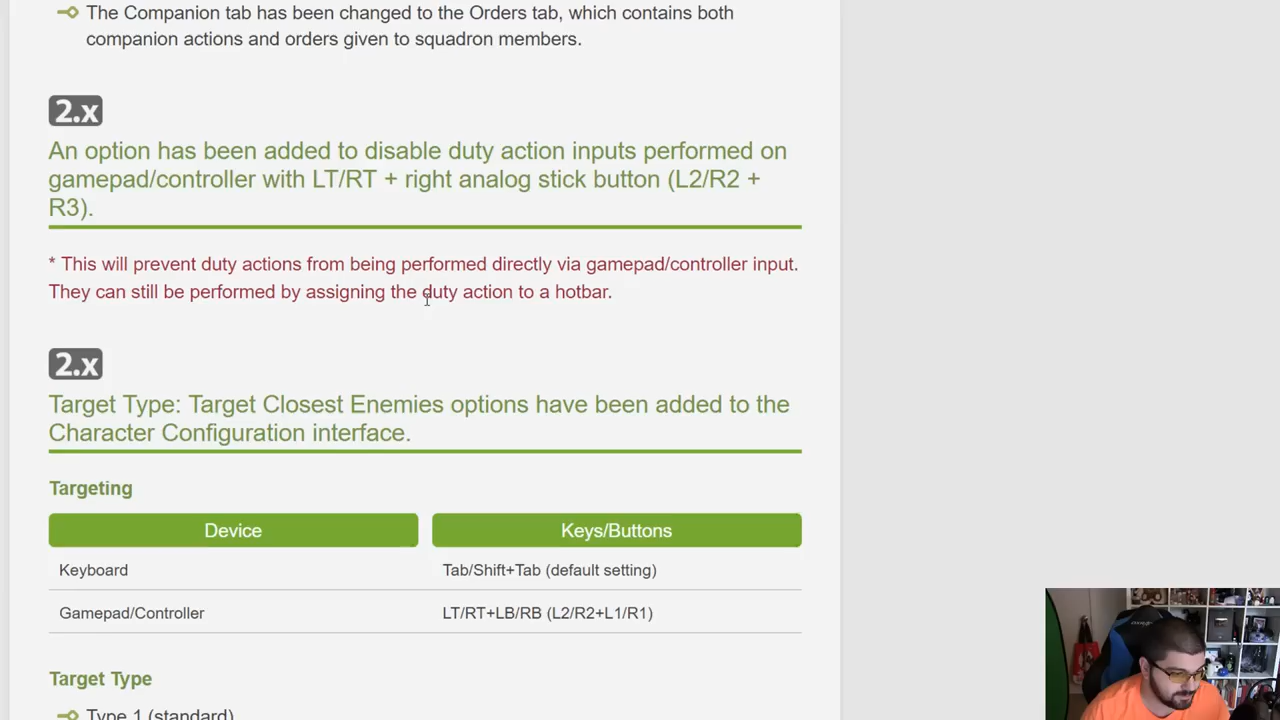 The Companion tab has been changed to the Orders tab, which contains both
companion actions and orders given to squadron members.
2.x
An option has been added to disable duty action inputs performed on
gamepad/controller with LT/RT + right analog stick button (L2/R2 +
R3).
* This will prevent duty actions from being performed directly via gamepad/controller input.
They can still be performed by assigning the duty action to a hotbar.
2.x
Target Type: Target Closest Enemies options have been added to the
Character Configuration interface.
Targeting
Device Keys/Buttons
Keyboard Tab/Shift+Tab (default setting)
Gamepad/Controller LT/RT+LB/RB (L2/R2+L1/R1)
Target Type
Type 1 (standard)